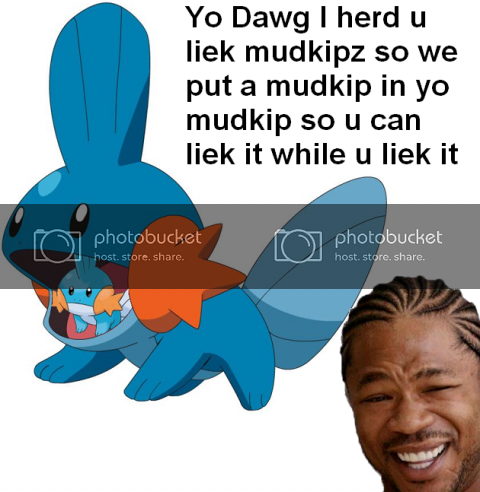 Yo Dawg I herd u
liek mudkipz so we
put a mudkip in yo
mudkip so u can
liek it while u liek it
photobucket photobucket
host. store. share. host. store. share.